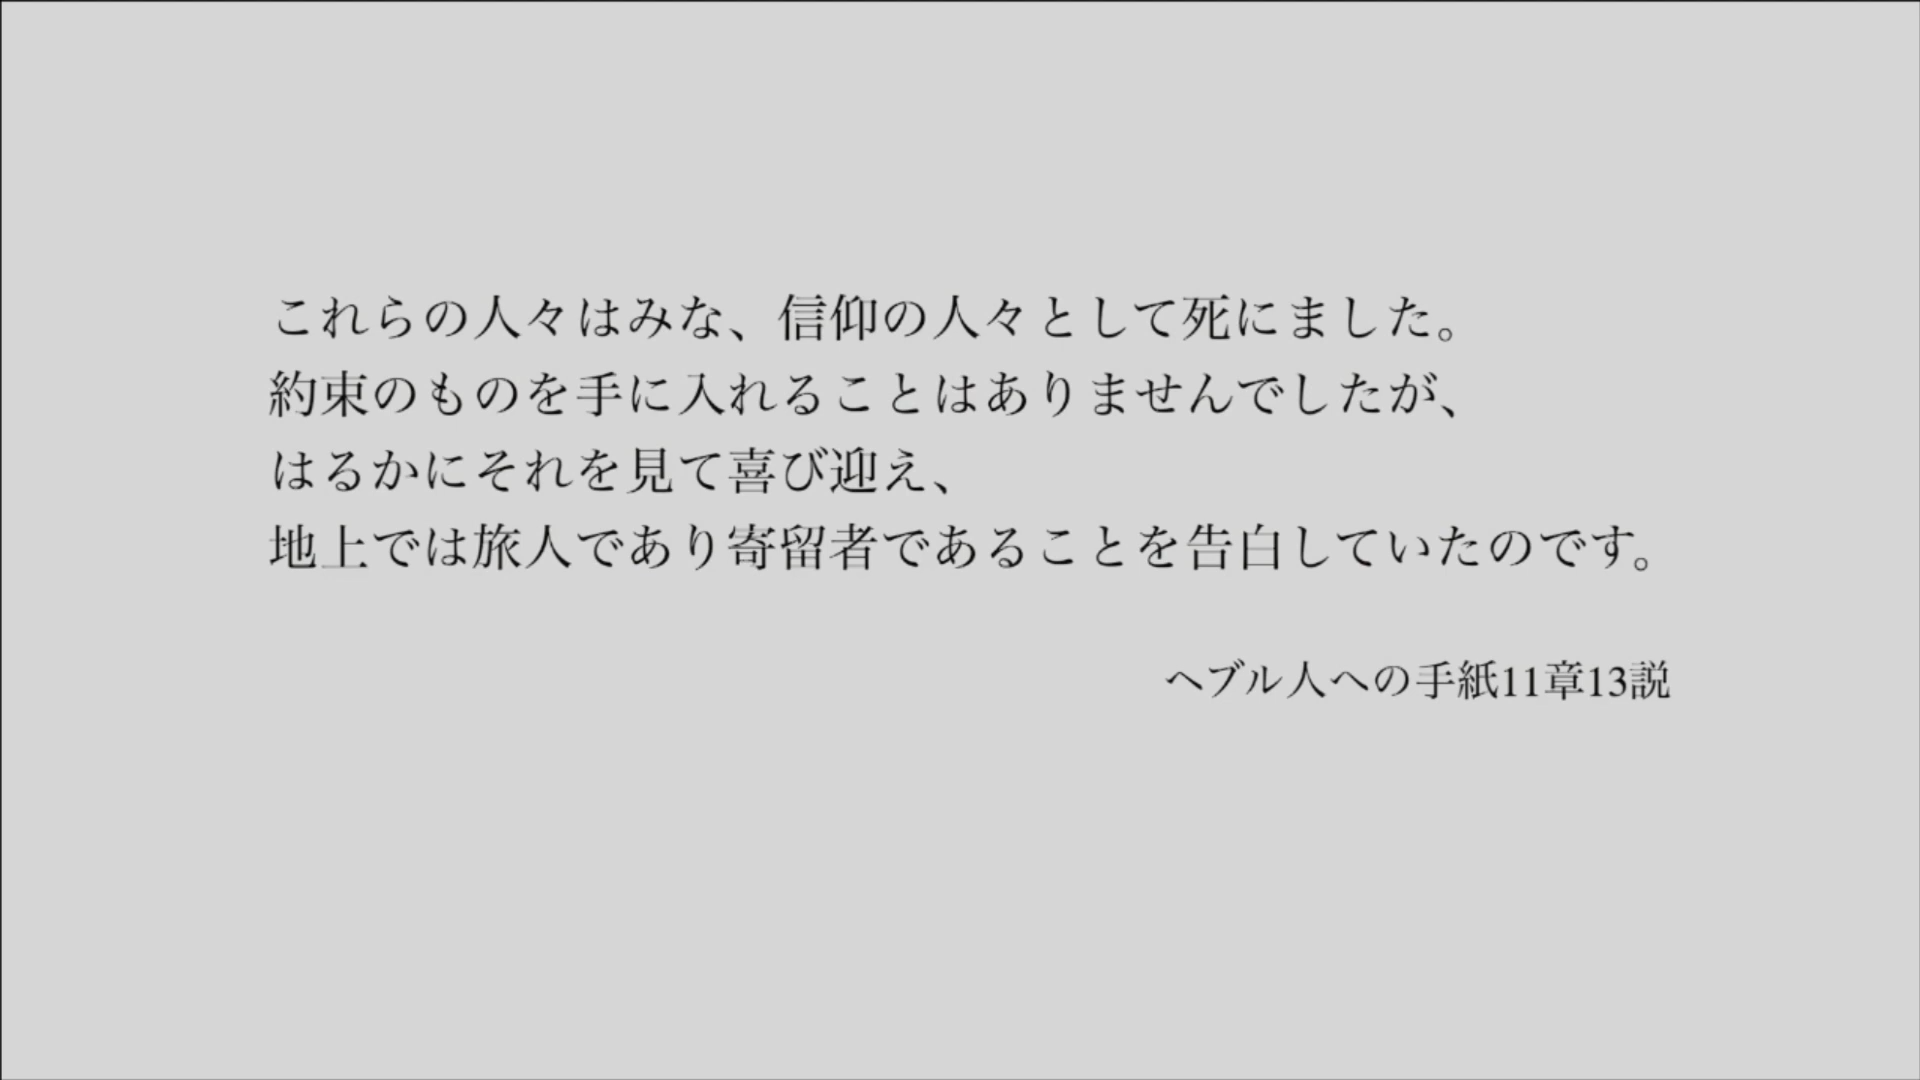 これらの人々はみな、信仰の人々として死にました。
約束のものを手に入れることはありませんでしたが、
はるかにそれを見て喜び迎え、
地上では旅人であり寄留者であることを告白していたのです。
ヘブル人への手紙11章13説